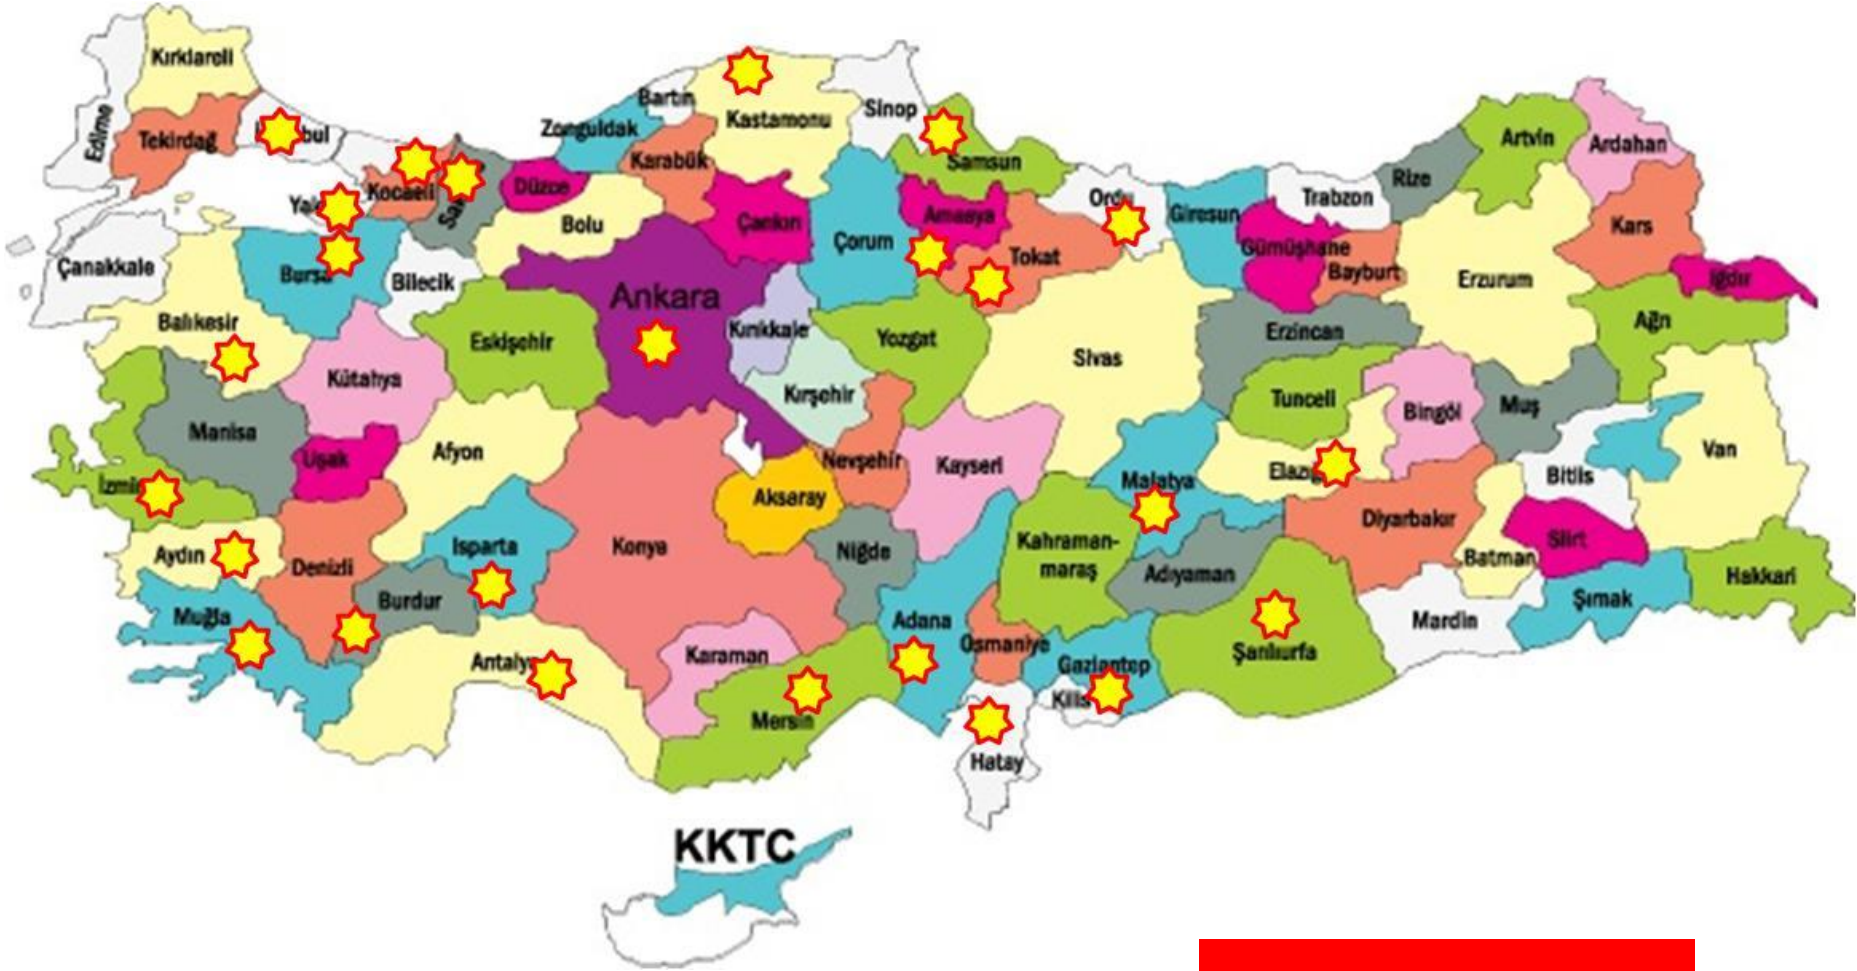 Kırklareli
Edirne
Tekirdağ
Kocaeli
Düzce
Zonguldak
Bartın
Karabük
Kastamonu
Sinop
Samsun
Çankırı
Amasya
Ordu
Giresun
Trabzon
Rize
Artvin
Ardahan
Kars
Iğdır
Çanakkale
Bursa
Bilecik
Bolu
Ankara
Çorum
Tokat
Gümüşhane
Bayburt
Erzurum
Ağrı
Balıkesir
Kütahya
Eskişehir
Kırıkkale
Kırşehir
Yozgat
Sivas
Erzincan
Tunceli
Bingöl
Muş
Van
Manisa
Uşak
Afyon
Nevşehir
Aksaray
Kayseri
Malatya
Bitlis
Aydın
Denizli
Isparta
Konya
Niğde
Kahraman-
maraş
Adıyaman
Diyarbakır
Batman
Siirt
Hakkari
Muğla
Burdur
Karaman
Adana
Osmaniye
Gaziantep
Şanlıurfa
Mardin
Şırnak
Mersin
Kilis
Hatay
KKTC